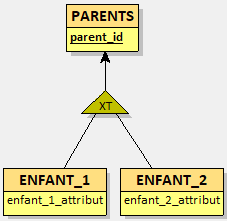 PARENTS
parent_id
XT
ENFANT_1
enfant_1_attribut
ENFANT_2
enfant_2_attribut